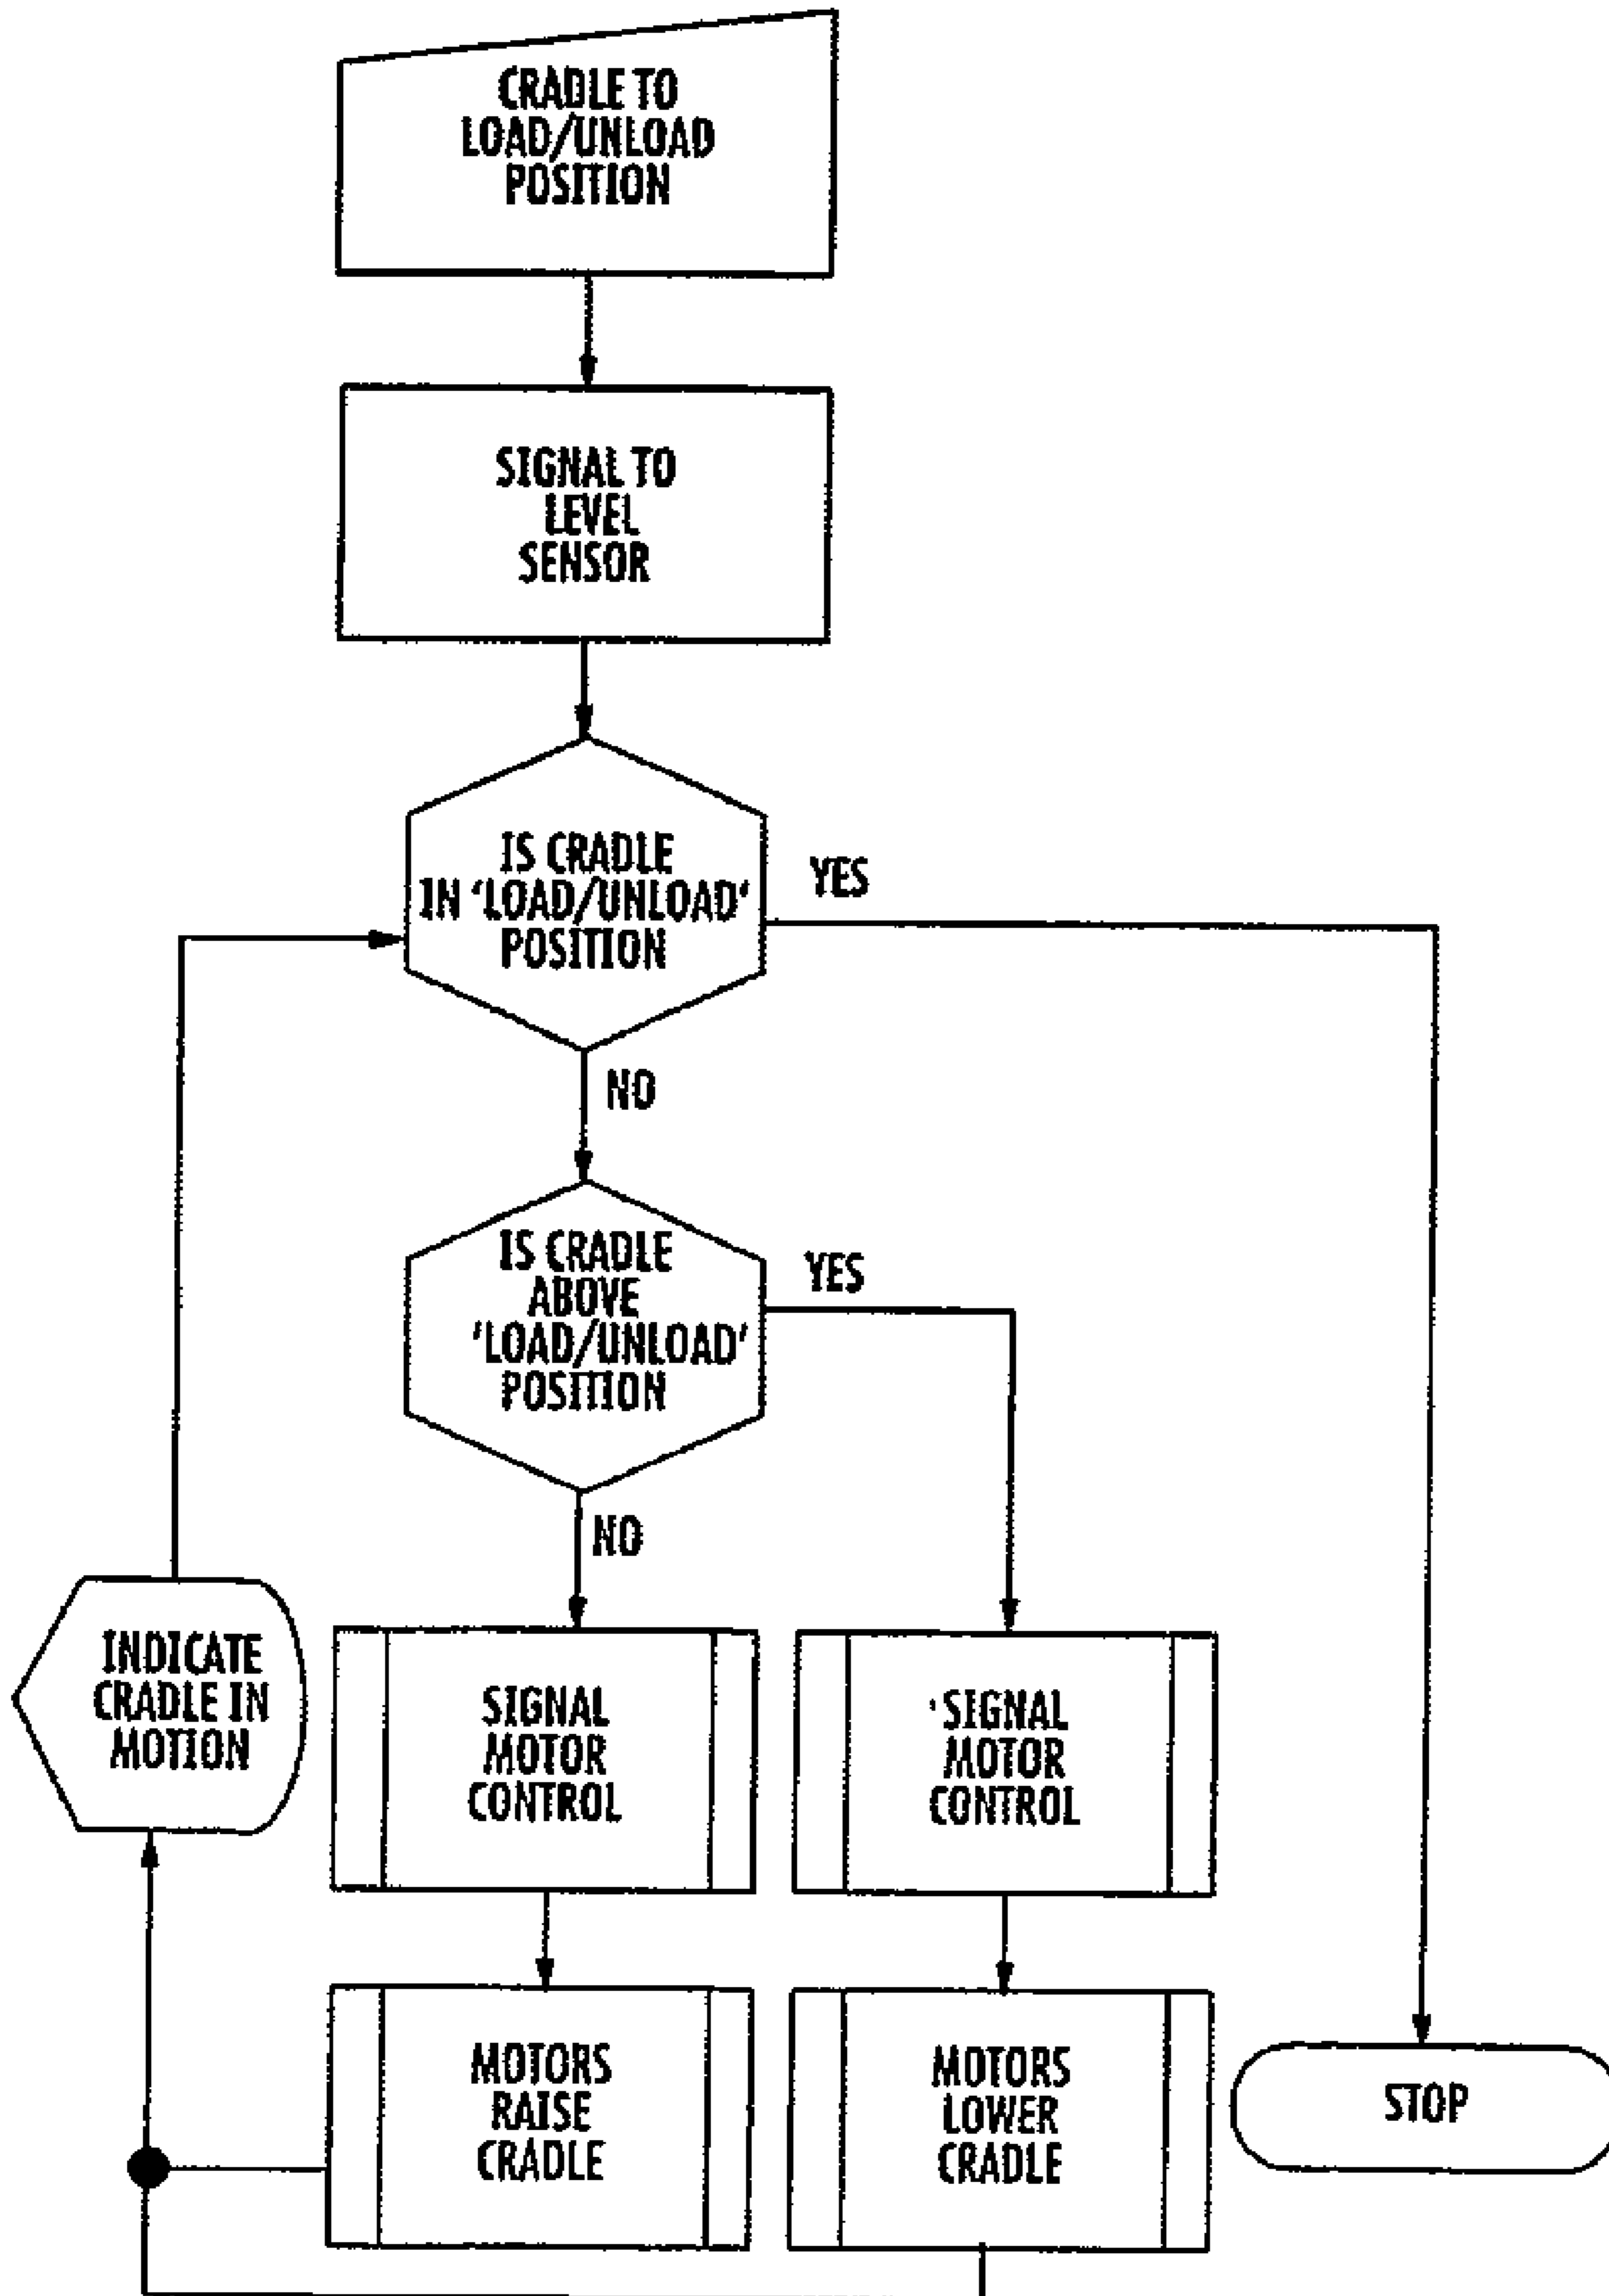 CRADLE TO
LOAD/UNLOAD
POSITION
SIGNAL TO
LEVEL
SENSOR
IS CRADLE
IN 'LOAD/UNLOAD'
POSITION
YES
NO
IS CRADLE
ABOVE
'LOAD/UNLOAD'
POSITION
YES
NO
INDICATE
CRADLE IN
MOTION
SIGNAL
MOTOR
CONTROL
SIGNAL
MOTOR
CONTROL
MOTORS
RAISE
CRADLE
MOTORS
LOWER
CRADLE
STOP